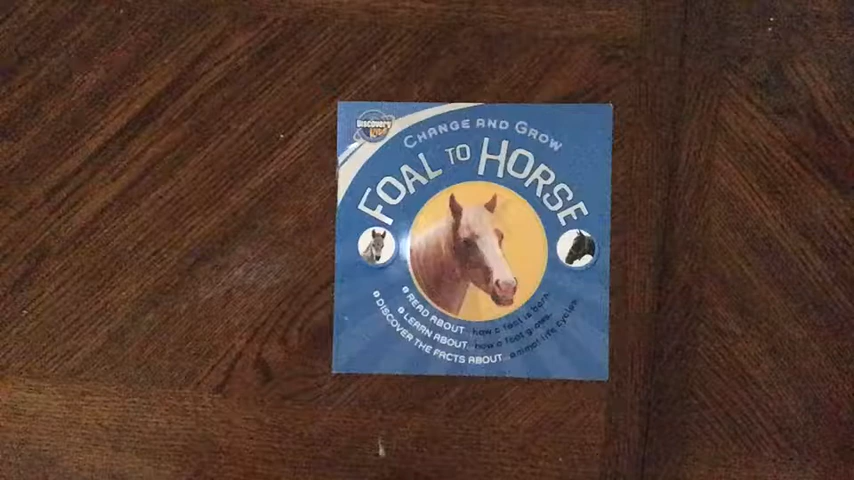 Discovery
Kids
CHANGE AND GROW
FOAL TO HORSE
READ ABOUT...how a foal is born.
LEARN ABOUT...how a foal grows.
DISCOVER THE FACTS ABOUT...animal life cycles.